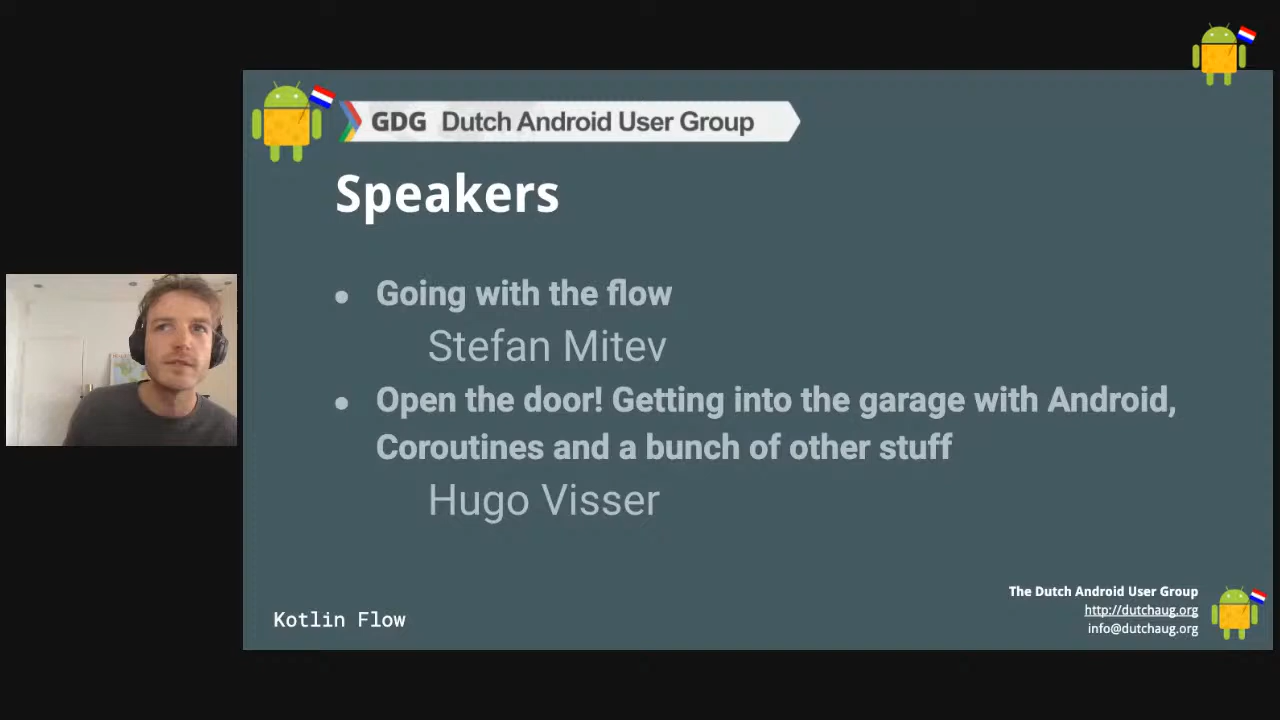 GDG Dutch Android User Group
Speakers
● Going with the flow
Stefan Mitev
● Open the door! Getting into the garage with Android,
Coroutines and a bunch of other stuff
Hugo Visser
Kotlin Flow
The Dutch Android User Group
http://dutchaug.org
info@dutchaug.org